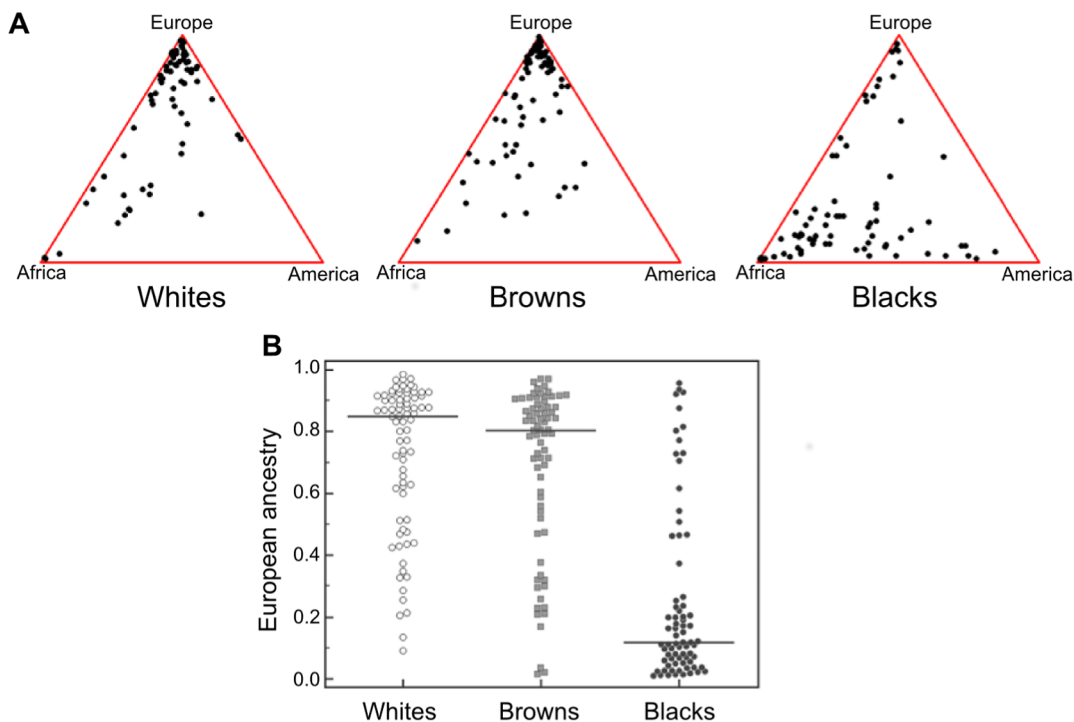 A
Europe Europe Europe
Africa America Africa America Africa America
Whites Browns Blacks
B
1.0
0.8
0.6
0.4
0.2
0.0
European ancestry
Whites Browns Blacks